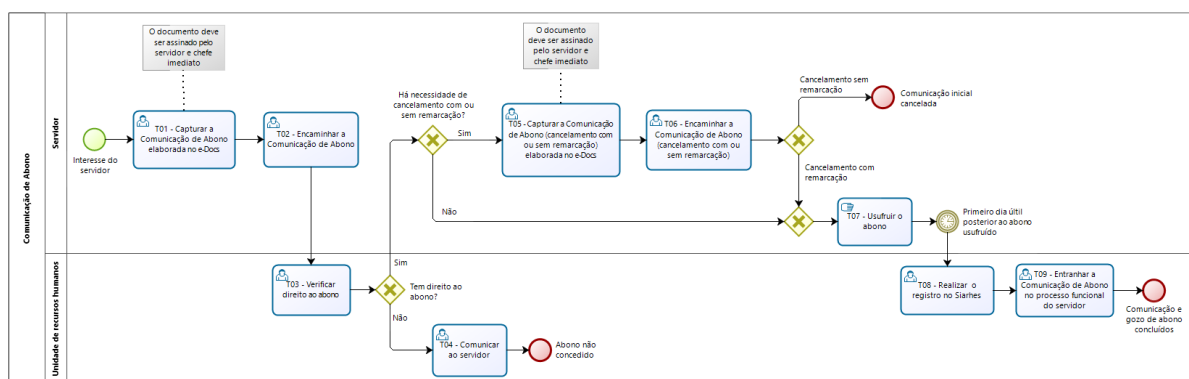 Comunicação de Abono
Servidor
O documento deve
ser assinado pelo
servidor e chefe
imediato
Interesse do
servidor
T01 - Capturar a
Comunicação de Abono
elaborada no e-Docs
T02 - Encaminhar a
Comunicação de Abono
Há necessidade de
cancelamento com ou
sem remarcação?
Sim
Não
O documento
deve ser assinado
pelo servidor e
chefe imediato
T05 - Capturar a Comunicação
de Abono (cancelamento com
ou sem remarcação)
elaborada no e-Docs
T06 - Encaminhar a
Comunicação de Abono
(cancelamento com ou
sem remarcação)
Cancelamento sem
remarcação
Comunicação inicial
cancelada
Cancelamento com
remarcação
T07 - Usufruir o
abono
Primeiro dia útil
posterior ao abono
usufruído
Unidade de recursos humanos
T03 - Verificar
direito ao abono
Sim
Tem direito ao
abono?
Não
T04 - Comunicar
ao servidor
Abono não
concedido
T08 - Realizar o
registro no Siarhes
T09 - Entranhar a
Comunicação de Abono
no processo funcional
do servidor
Comunicação e
gozo de abono
concluídos